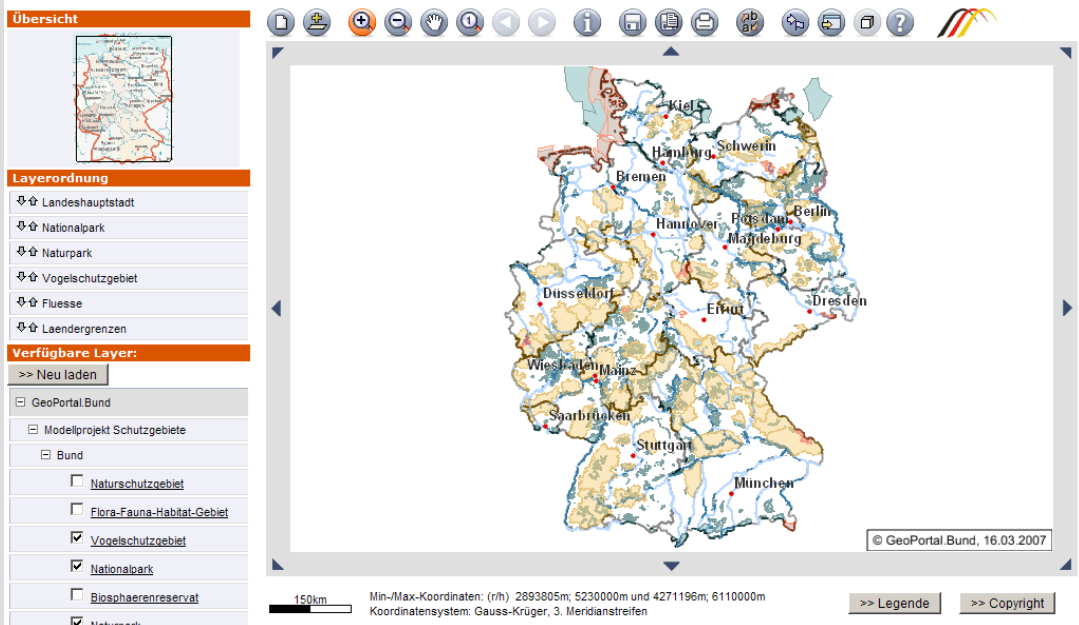 Übersicht
Layerordnung
Landeshauptstadt
Nationalpark
Naturpark
Vogelschutzgebiet
Fluesse
Laendergrenzen
Verfügbare Layer:
>> Neu laden
GeoPortal.Bund
Modellprojekt Schutzgebiete
Bund
Naturschutzgebiet
Flora-Fauna-Habitat-Gebiet
Vogelschutzgebiet
Nationalpark
Biosphaerenreservat
Naturpark
Kiel
Hamburg
Schwerin
Bremen
Berlin
Potsdam
Hannover
Magdeburg
Düsseldorf
Dresden
Erfurt
Wiesbaden
Mainz
Saarbrücken
Stuttgart
München
© GeoPortal.Bund, 16.03.2007
150km
Min-/Max-Koordinaten: (r/h) 2893805m; 5230000m und 4271196m; 6110000m
Koordinatensystem: Gauss-Krüger, 3. Meridianstreifen
>> Legende
>> Copyright